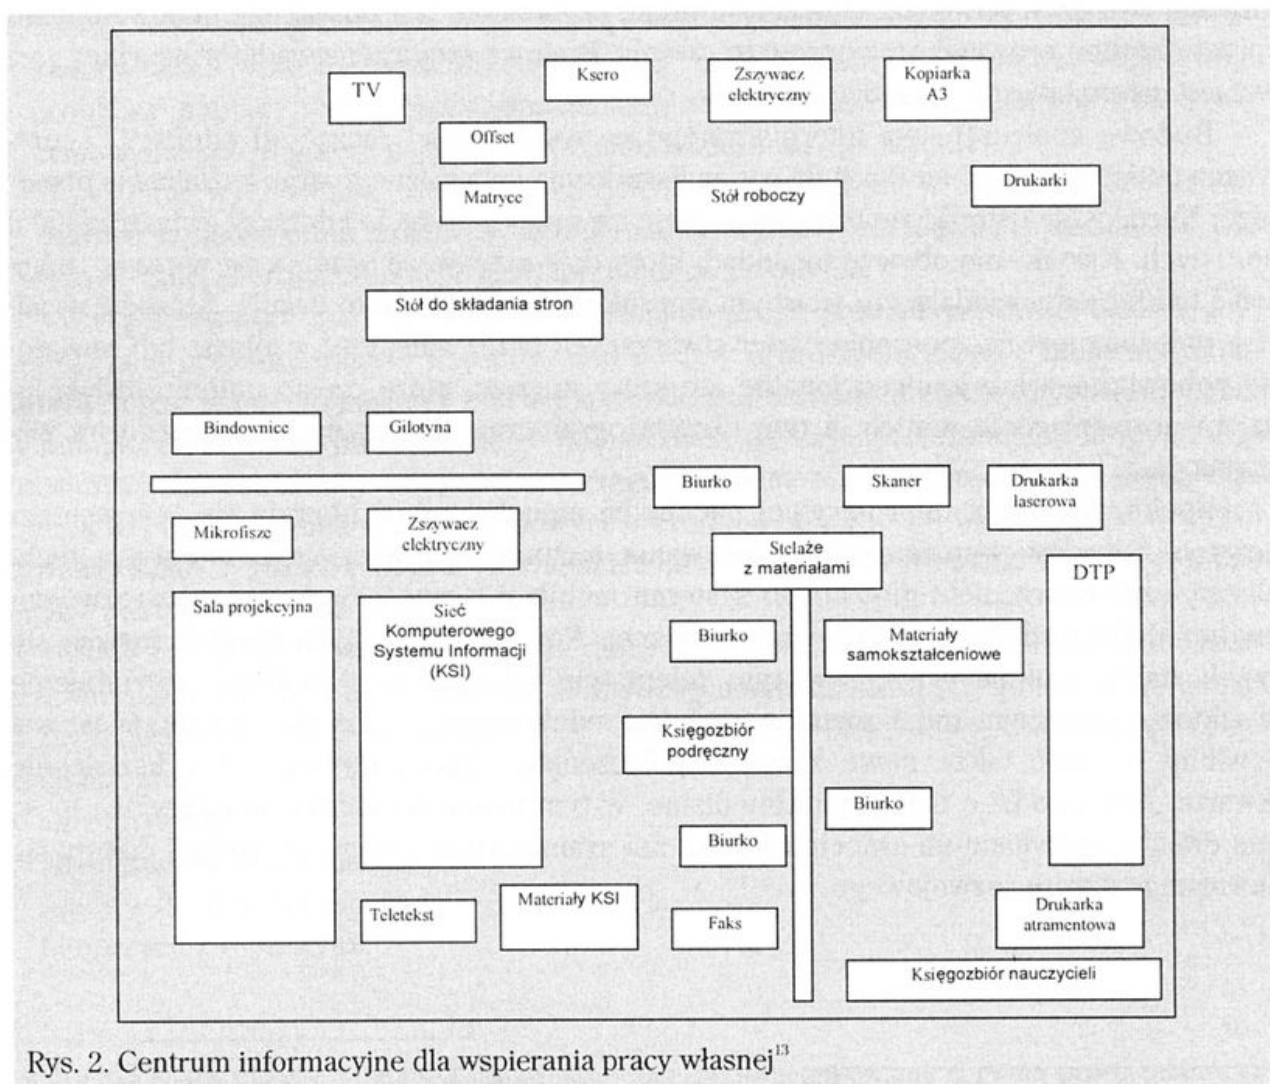 TV
Ksero
Zszywacz
elektryczny
Kopiarka
A3
Offset
Matryce
Stół roboczy
Drukarki
Stół do składania stron
Bindownice
Gilotyna
Biurko
Skaner
Drukarka
laserowa
Mikrofisze
Zszywacz
elektryczny
Stelaże
z materiałami
DTP
Sala projekcyjna
Sieć
Komputerowego
Systemu Informacji
(KSI)
Biurko
Materiały
samokształceniowe
Księgozbiór
podręczny
Biurko
Biurko
Teletekst
Materiały KSI
Faks
Drukarka
atramentowa
Księgozbiór nauczycieli
Rys. 2. Centrum informacyjne dla wspierania pracy własnej¹³